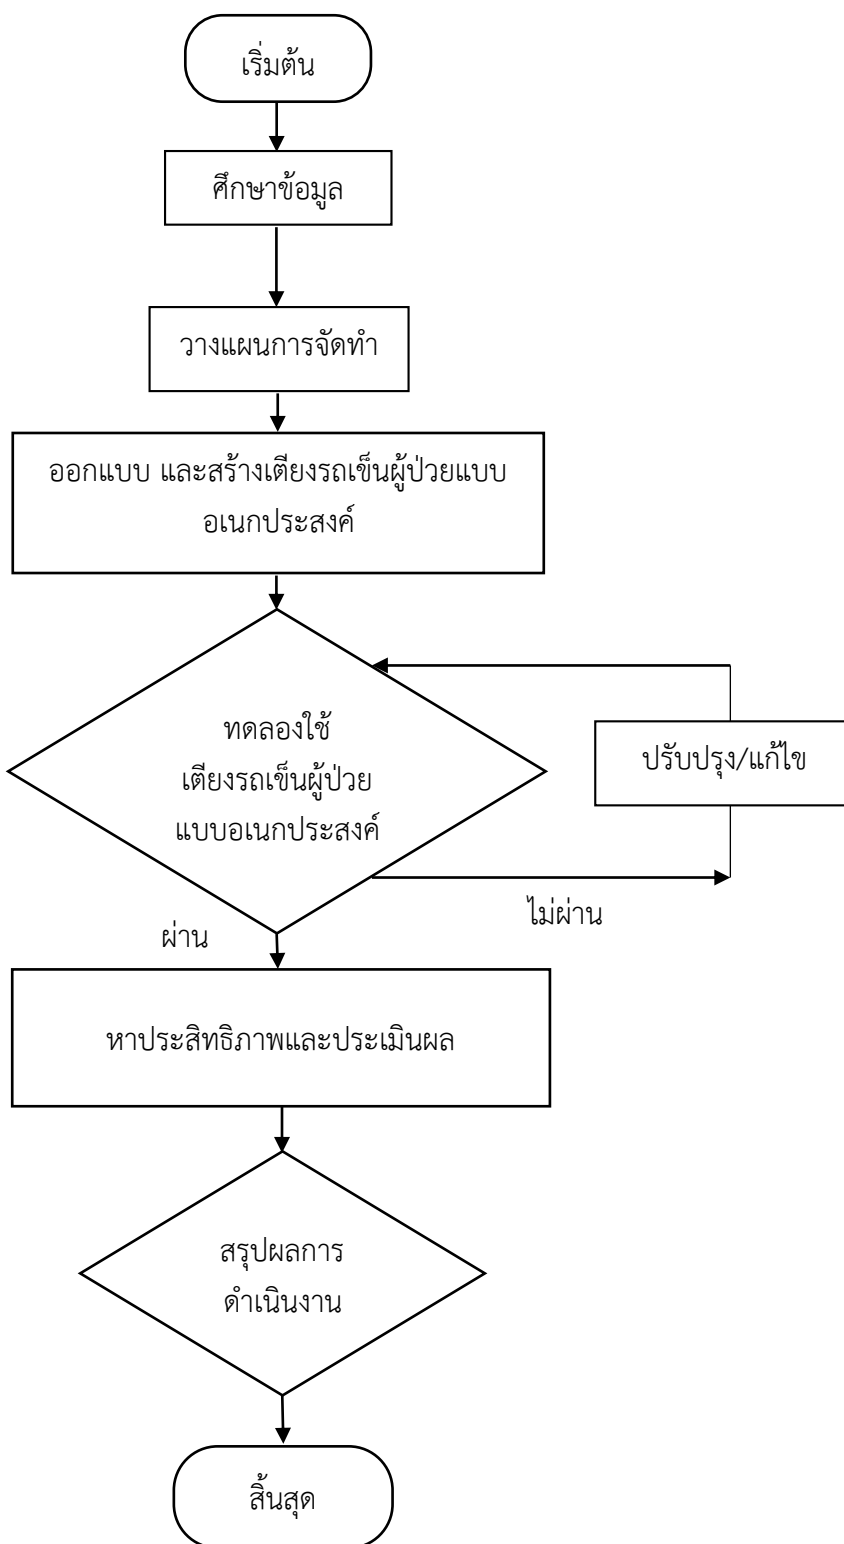 เริ่มต้น
ศึกษาข้อมูล
วางแผนการจัดทำ
ออกแบบ และสร้างเตียงรถเข็นผู้ป่วยแบบ
อเนกประสงค์
ทดลองใช้
เตียงรถเข็นผู้ป่วย
แบบอเนกประสงค์
ปรับปรุง/แก้ไข
ไม่ผ่าน
ผ่าน
หาประสิทธิภาพและประเมินผล
สรุปผลการ
ดำเนินงาน
สิ้นสุด